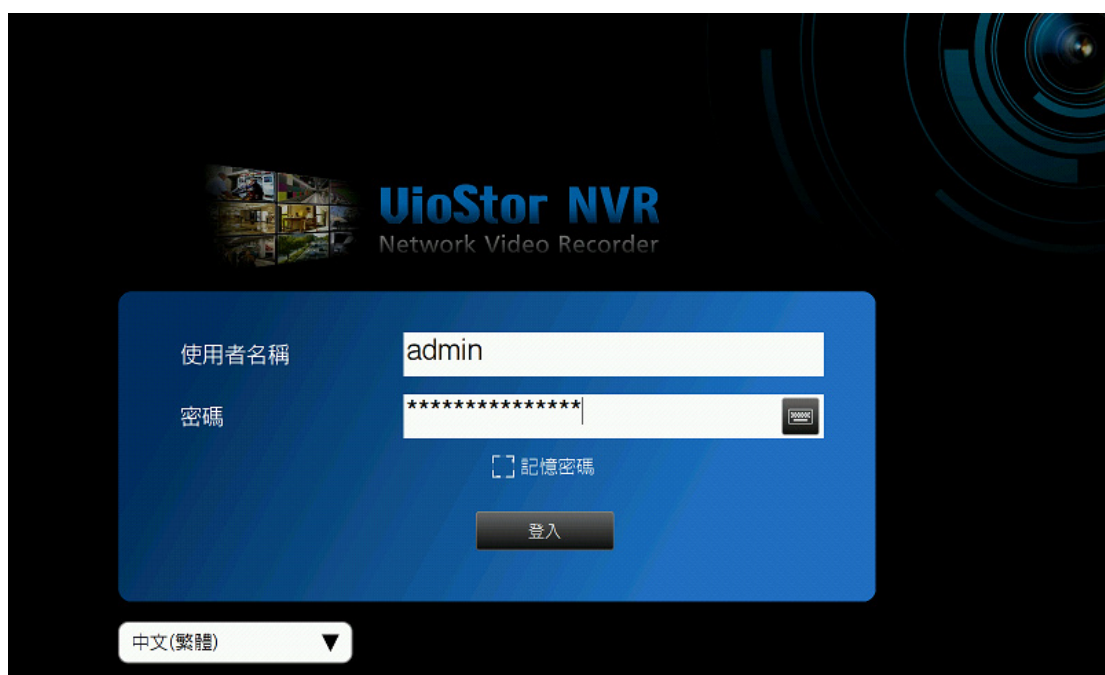 VioStor NVR
Network Video Recorder
使用者名稱
admin
密碼
***************
記憶密碼
登入
中文(繁體) ▼